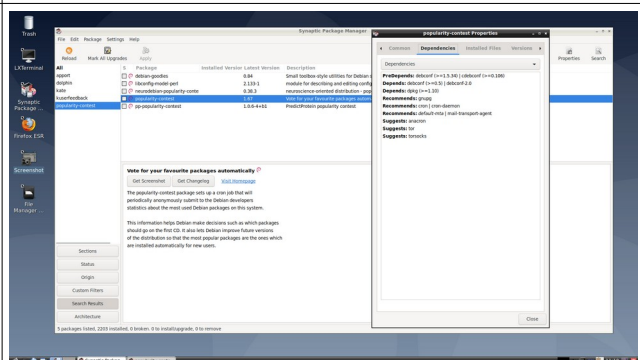 Trash
LXTerminal
Synaptic
Package ...
Firefox ESR
Screenshot
File
Manager ...
Synaptic Package Manager
File Edit Package Settings Help
Reload Mark All Upgrades Apply Properties Search
All
apport
dolphin
kate
kuserfeedback
popularity-contest
S Package Installed Version Latest Version Description
debian-goodies 0.84 Small toolbox-style utilities for Debian
libconfig-model-perl 2.133-1 module for describing and editing config
neurodebian-popularity-conte 0.38.3 neuroscience-oriented distribution - pop
popularity-contest 1.67 Vote for your favourite packages autom
pp-popularity-contest 1.0.6-4+b1 PredictProtein popularity contest
Vote for your favourite packages automatically
Get Screenshot Get Changelog Visit Homepage
The popularity-contest package sets up a cron job that will
periodically anonymously submit to the Debian developers
statistics about the most used Debian packages on this system.
This information helps Debian make decisions such as which packages
should go on the first CD. It also lets Debian improve future versions
of the distribution so that the most popular packages are the ones which
are installed automatically for new users.
Sections
Status
Origin
Custom Filters
Search Results
Architecture
5 packages listed, 2203 installed, 0 broken. 0 to install/upgrade, 0 to remove
popularity-contest Properties
Common Dependencies Installed Files Versions
Dependencies
PreDepends: debconf (>=1.5.34) | cdebconf (>=0.106)
Depends: debconf (>=0.5) | debconf-2.0
Depends: dpkg (>=1.10)
Recommends: gnupg
Recommends: cron | cron-daemon
Recommends: default-mta | mail-transport-agent
Suggests: anacron
Suggests: tor
Suggests: torsocks
Close